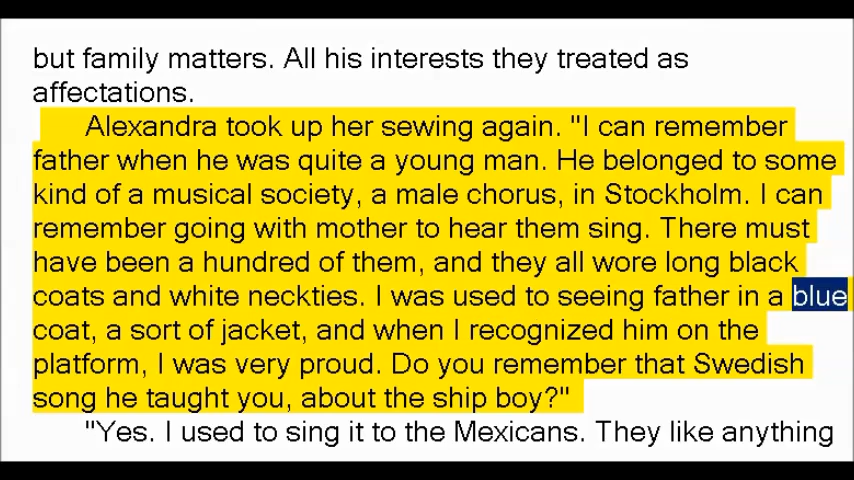 but family matters. All his interests they treated as
affectations.
Alexandra took up her sewing again. "I can remember
father when he was quite a young man. He belonged to some
kind of a musical society, a male chorus, in Stockholm. I can
remember going with mother to hear them sing. There must
have been a hundred of them, and they all wore long black
coats and white neckties. I was used to seeing father in a blue
coat, a sort of jacket, and when I recognized him on the
platform, I was very proud. Do you remember that Swedish
song he taught you, about the ship boy?"
"Yes. I used to sing it to the Mexicans. They like anything